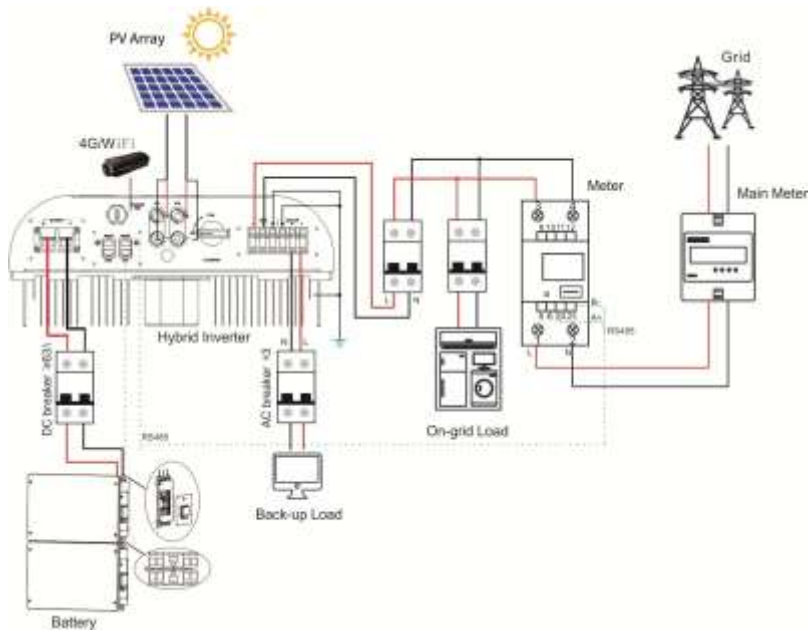 PV Array
Grid
4G/WiFi
Meter
Main Meter
L
N
B-
A+
RS485
L
N
Hybrid Inverter
N
L
DC breaker
AC breaker ×3
On-grid Load
RS485
Back-up Load
Battery